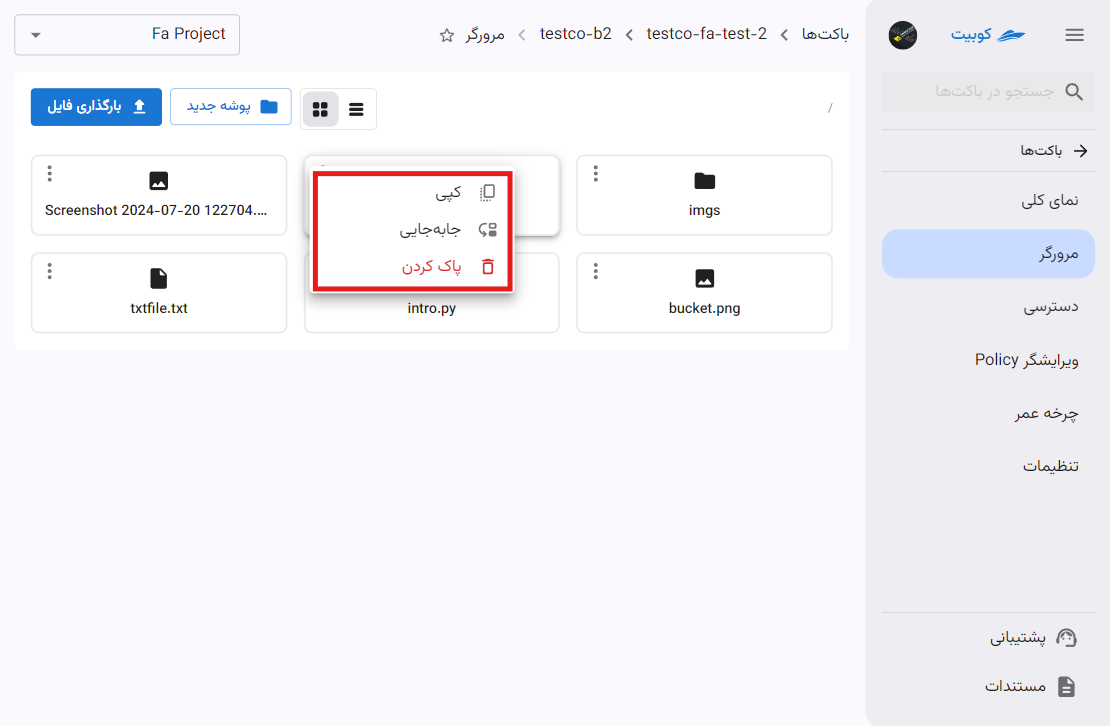 کوبیت
جستجو در باکت‌ها
باکت‌ها
نمای کلی
مرورگر
دسترسی
ویرایشگر Policy
چرخه عمر
تنظیمات
پشتیبانی
مستندات
باکت‌ها
testco-fa-test-2
testco-b2
مرورگر
Fa Project
/
پوشه جدید
بارگذاری فایل
imgs
Screenshot 2024-07-20 122704....
کپی
جابه‌جایی
پاک کردن
bucket.png
intro.py
txtfile.txt